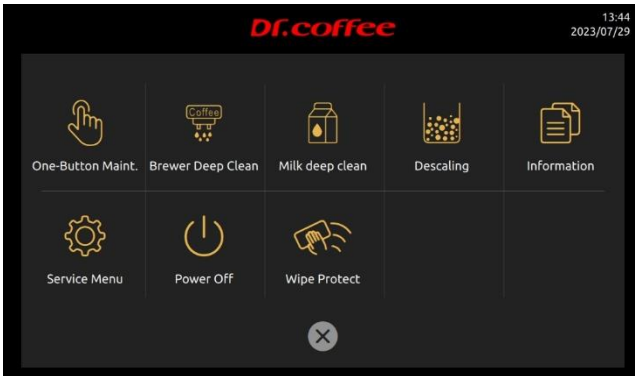 Dr.coffee
13:44
2023/07/29
Coffee
One-Button Maint.
Brewer Deep Clean
Milk deep clean
Descaling
Information
Service Menu
Power Off
Wipe Protect